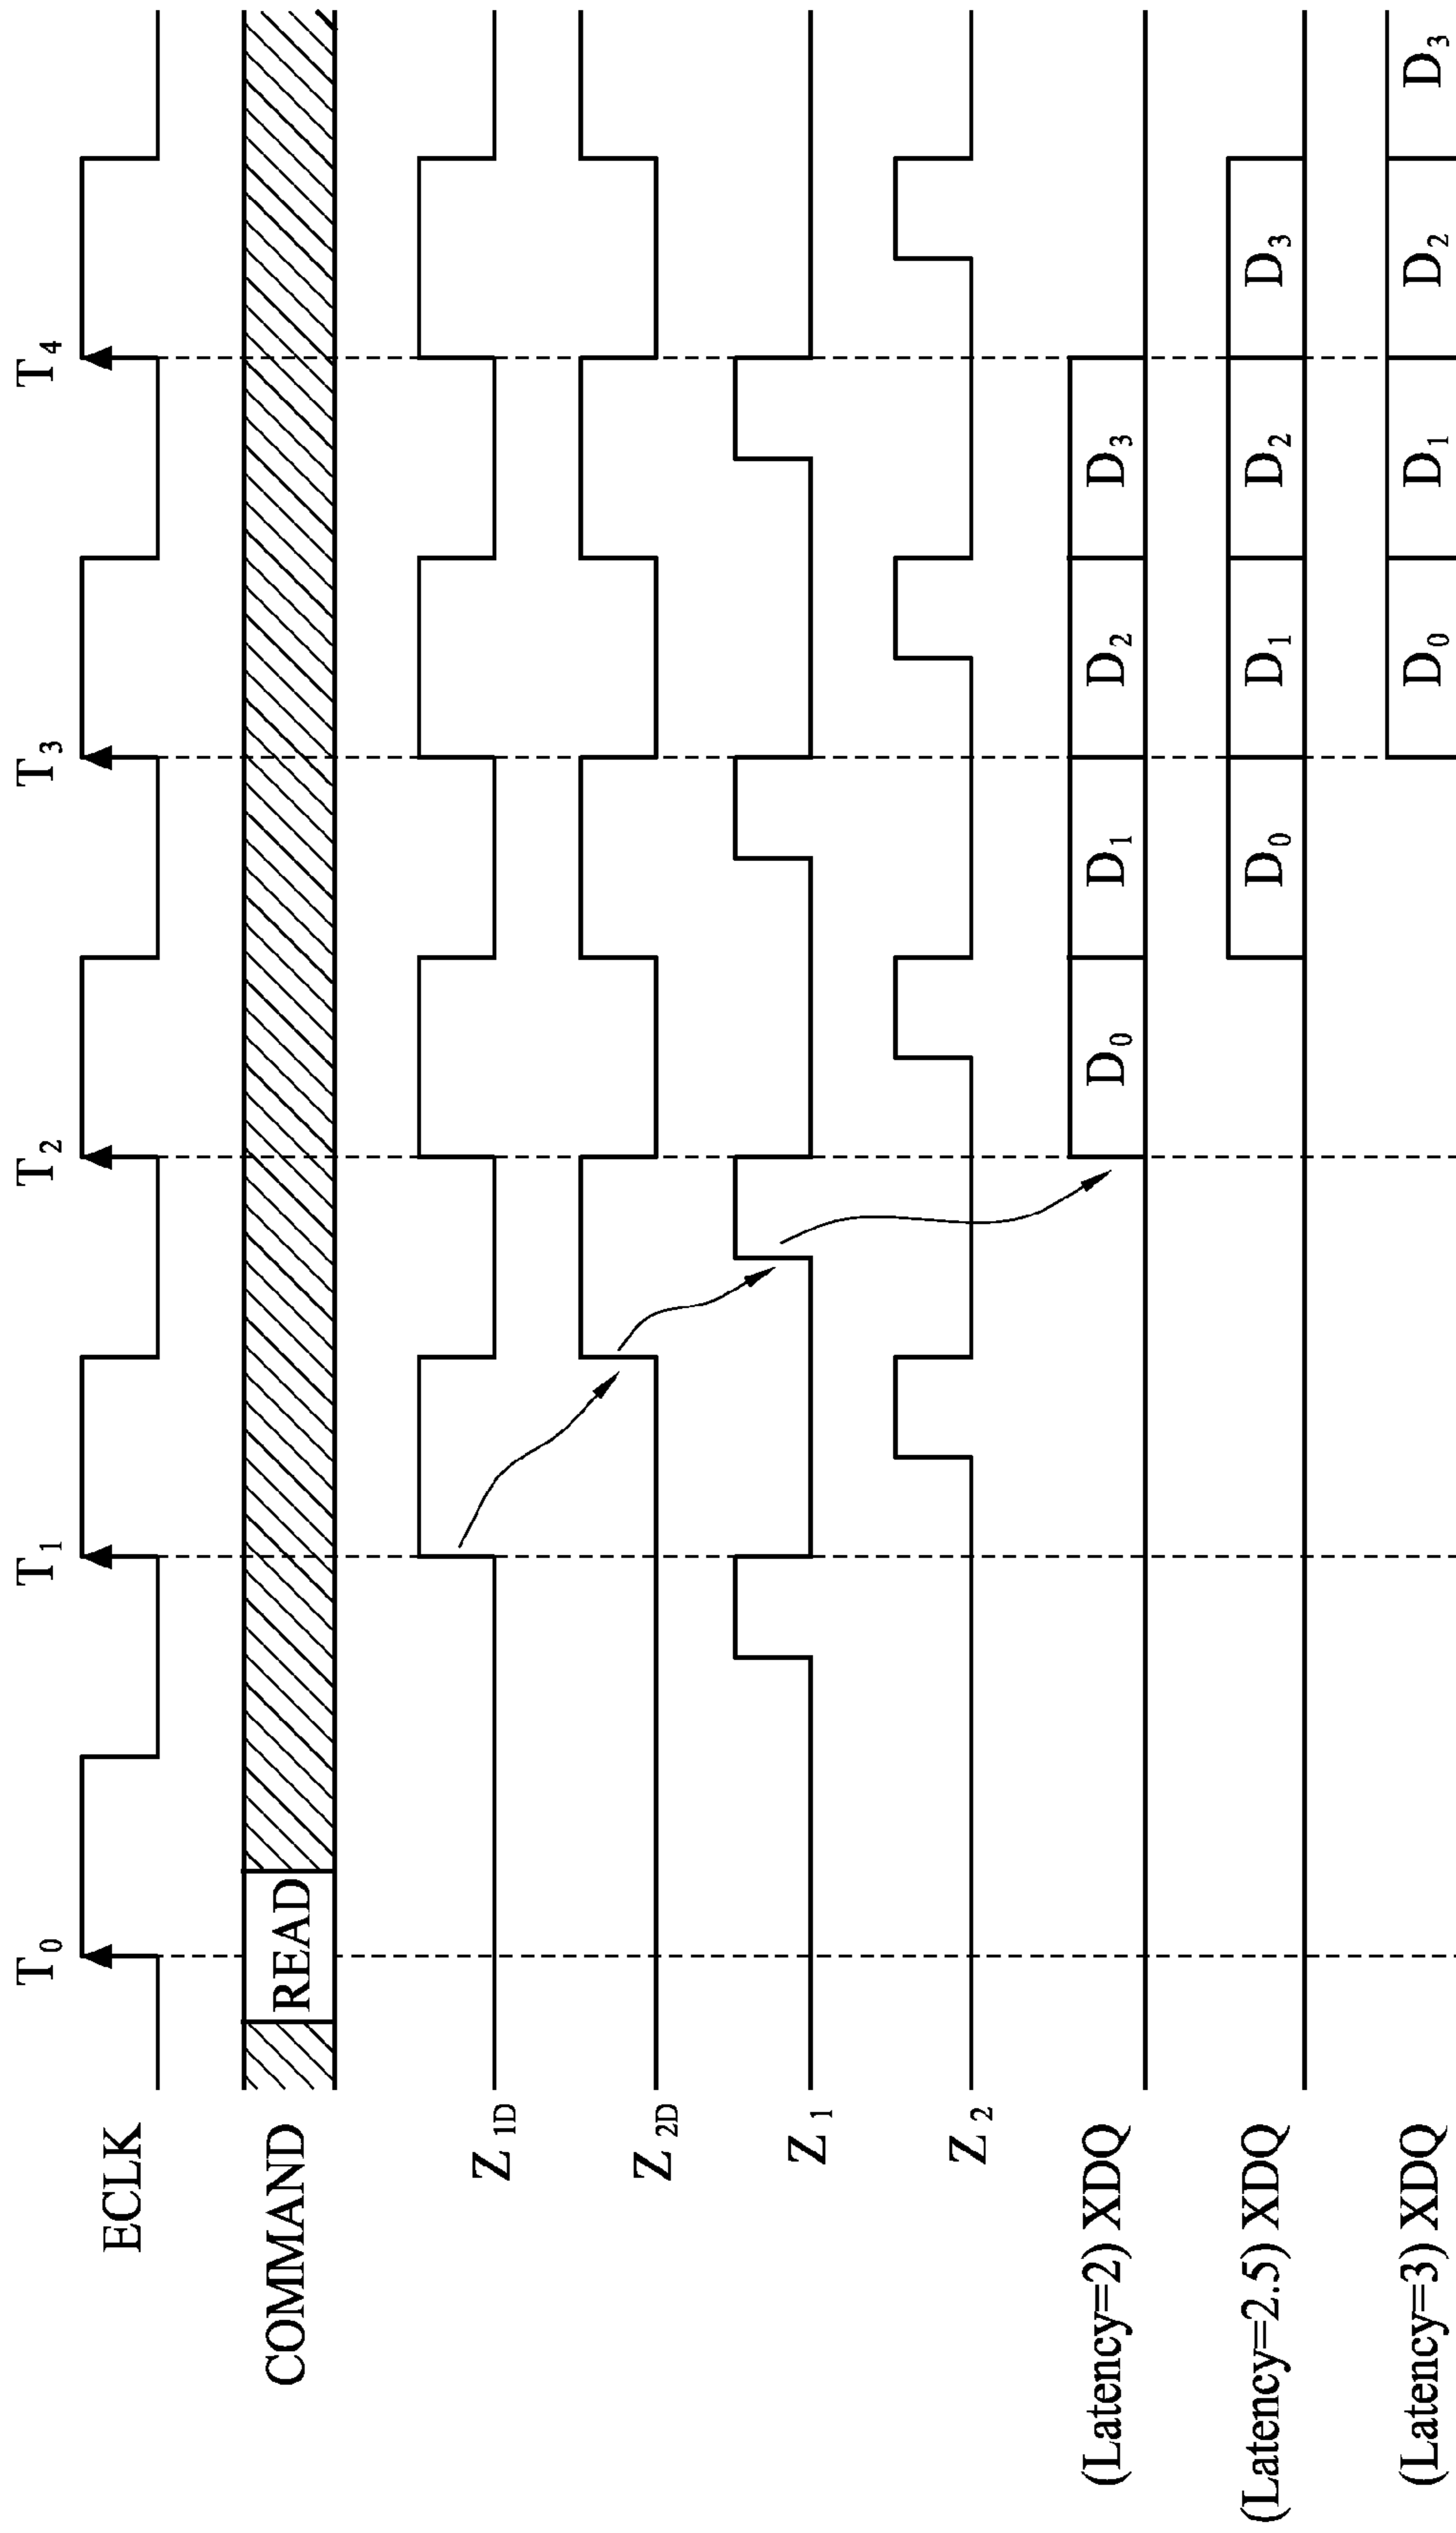 T0 T1 T2 T3 T4
ECLK
COMMAND READ
Z1D
Z2D
Z1
Z2
(Latency=2) XDQ D0 D1 D2 D3
(Latency=2.5) XDQ D0 D1 D2 D3
(Latency=3) XDQ D0 D1 D2 D3